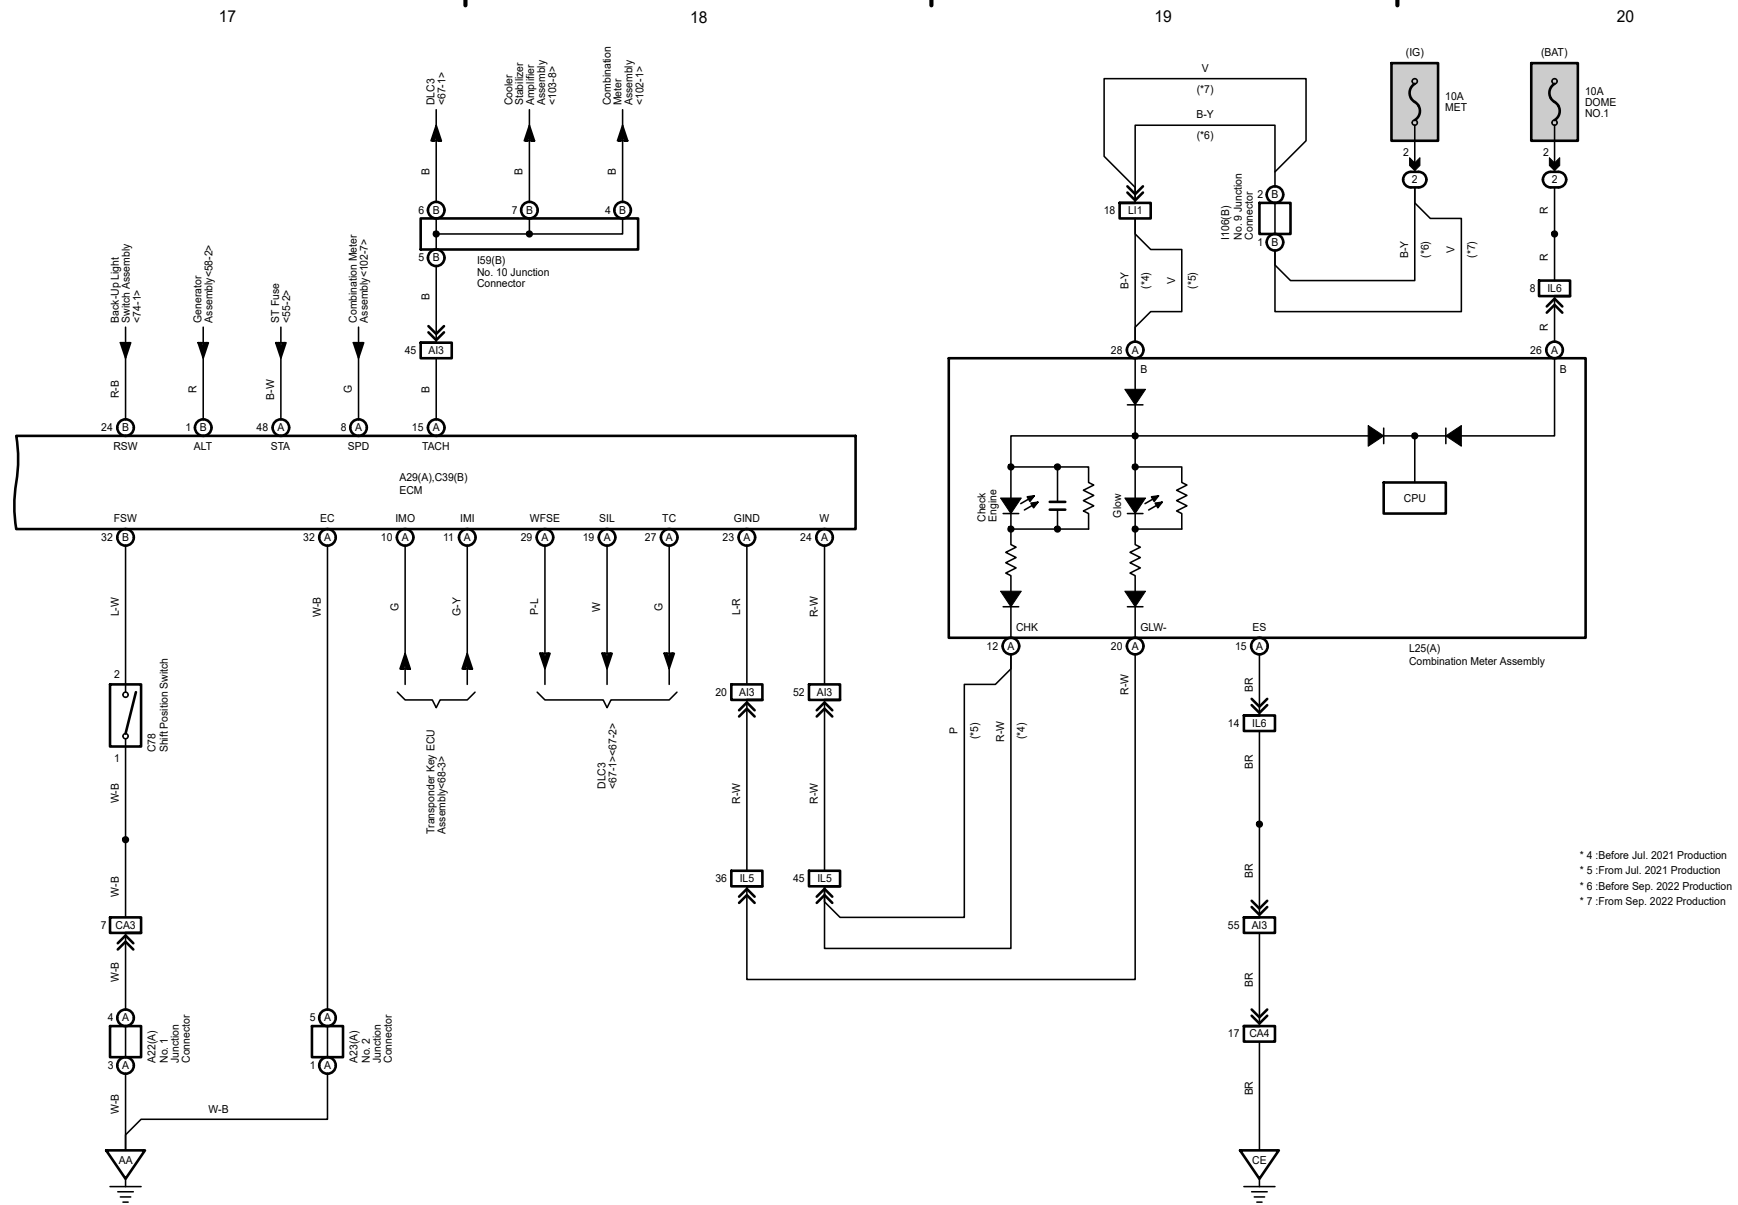 17
18
19
20
DLC3
<67-1>
Cooler
Stabilizer
Amplifier
Assembly
<103-8>
Combination
Meter
Assembly
<102-1>
B
B
B
6 B
7 B
4 B
5 B
I59(B)
No. 10 Junction
Connector
B
45 AI3
B
Back-Up Light
Switch Assembly
<74-1>
Generator
Assembly<58-2>
ST Fuse
<55-2>
Combination Meter
Assembly<102-7>
R-B
R
B-W
G
24 B
1 B
48 A
8 A
15 A
RSW
ALT
STA
SPD
TACH
A29(A),C39(B)
ECM
FSW
EC
IMO
IMI
WFSE
SIL
TC
GIND
W
32 B
32 A
10 A
11 A
29 A
19 A
27 A
23 A
24 A
L-W
W-B
G
G-Y
P-L
W
G
L-R
R-W
2
1
C78
Shift Position Switch
W-B
W-B
7 CA3
W-B
4 A
3 A
A22(A)
No. 1
Junction
Connector
W-B
5 A
1 A
A23(A)
No. 2
Junction
Connector
W-B
AA
Transponder Key ECU
Assembly<68-3>
DLC3
<67-1><67-2>
20 AI3
52 AI3
R-W
R-W
36 IL5
45 IL5
V
(*7)
B-Y
(*6)
18 LI1
2 B
1 B
I106(B)
No. 9 Junction
Connector
B-Y
(*4)
V
(*5)
(IG)
10A
MET
2
2
B-Y
(*6)
V
(*7)
(BAT)
10A
DOME
NO.1
2
2
R
R
8 IL6
R
28 A
B
26 A
B
Check
Engine
Glow
CPU
CHK
GLW-
ES
12 A
20 A
15 A
L25(A)
Combination Meter Assembly
P
(*5)
R-W
(*4)
R-W
BR
14 IL6
BR
BR
55 AI3
BR
17 CA4
BR
CE
* 4 :Before Jul. 2021 Production
* 5 :From Jul. 2021 Production
* 6 :Before Sep. 2022 Production
* 7 :From Sep. 2022 Production